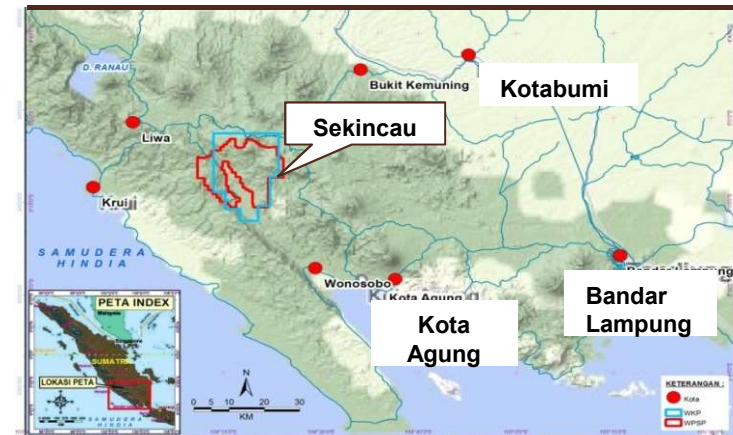 D. RANAU
Bukit Kemuning
Kotabumi
Sekincau
Liwa
Krui
SAMUDERA
HINDIA
Wonosobo
Kota Agung
Kota
Agung
Bandar
Lampung
PETA INDEX
Malaysia
SUMATRA
LOKASI PETA
SAMUDERA
HINDIA
N
0 5 10 20 30
KM
KETERANGAN :
Kota
WKP
WPSP